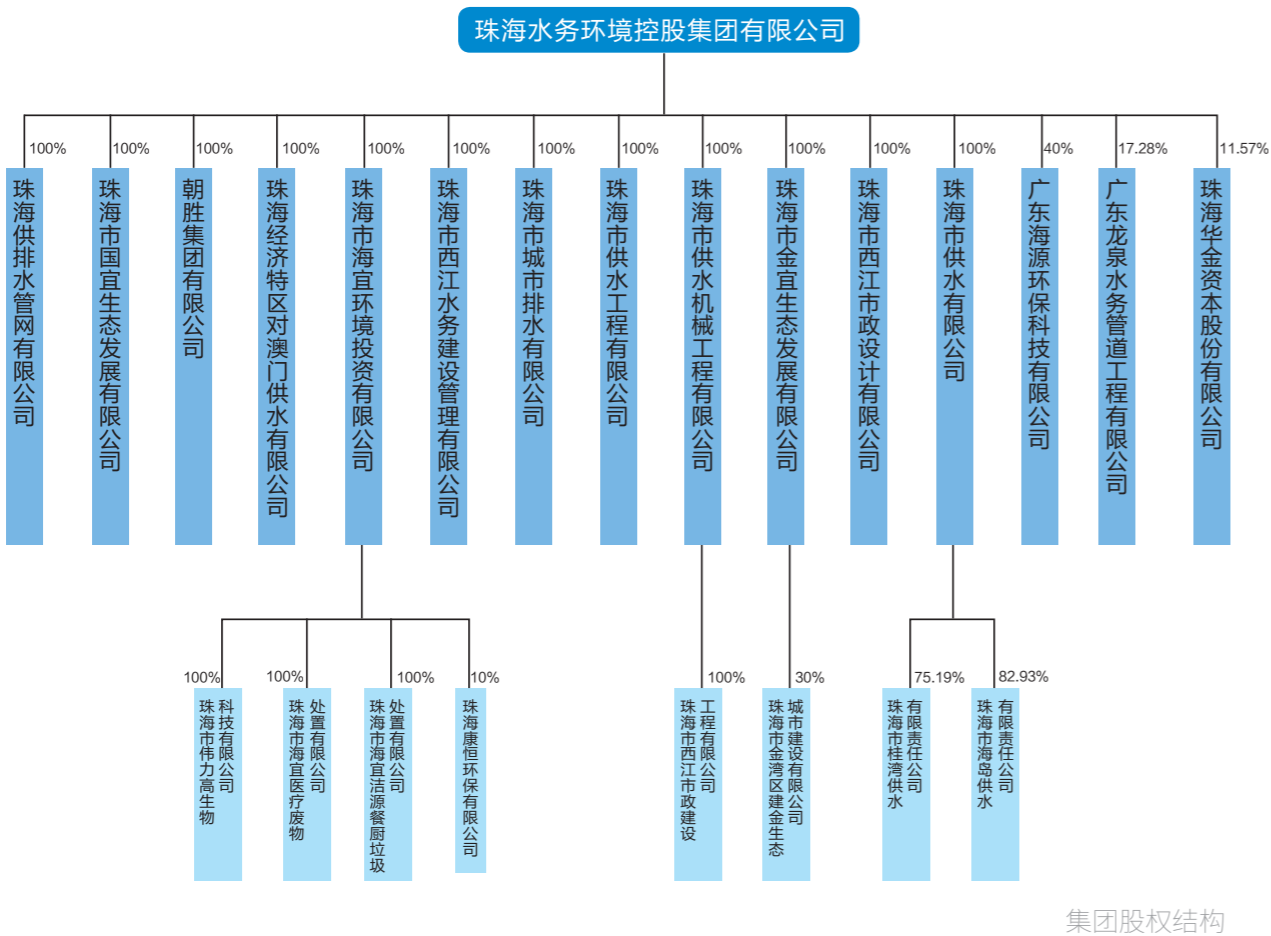 珠海水务环境控股集团有限公司
100%
100%
100%
100%
100%
100%
100%
100%
100%
100%
100%
100%
40%
17.28%
11.57%
珠海供排水管网有限公司
珠海市国宜生态发展有限公司
朝胜集团有限公司
珠海经济特区对澳门供水有限公司
珠海市海宜环境投资有限公司
珠海市西江水务建设管理有限公司
珠海市城市排水有限公司
珠海市供水工程有限公司
珠海市供水机械工程有限公司
珠海市金宜生态发展有限公司
珠海市西江市政设计有限公司
珠海市供水有限公司
广东海源环保科技有限公司
广东龙泉水务管道工程有限公司
珠海华金资本股份有限公司
100%
100%
100%
10%
100%
30%
75.19%
82.93%
珠海市伟力高生物
科技有限公司
珠海市海宜医疗废物
处置有限公司
珠海市海宜洁源餐厨垃圾
处置有限公司
珠海康恒环保有限公司
珠海市西江市政建设
工程有限公司
珠海市金湾区建金生态
城市建设有限公司
珠海市桂湾供水
有限责任公司
珠海市海岛供水
有限责任公司
集团股权结构